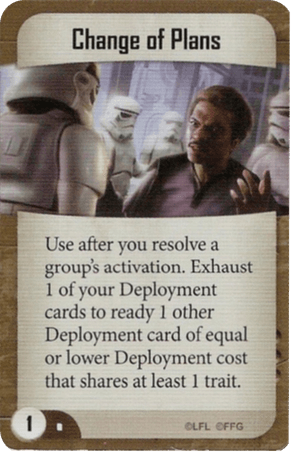 Change of Plans
Use after you resolve a
group's activation. Exhaust
1 of your Deployment
cards to ready 1 other
Deployment card of equal
or lower Deployment cost
that shares at least 1 trait.
1
©LFL ©FFG